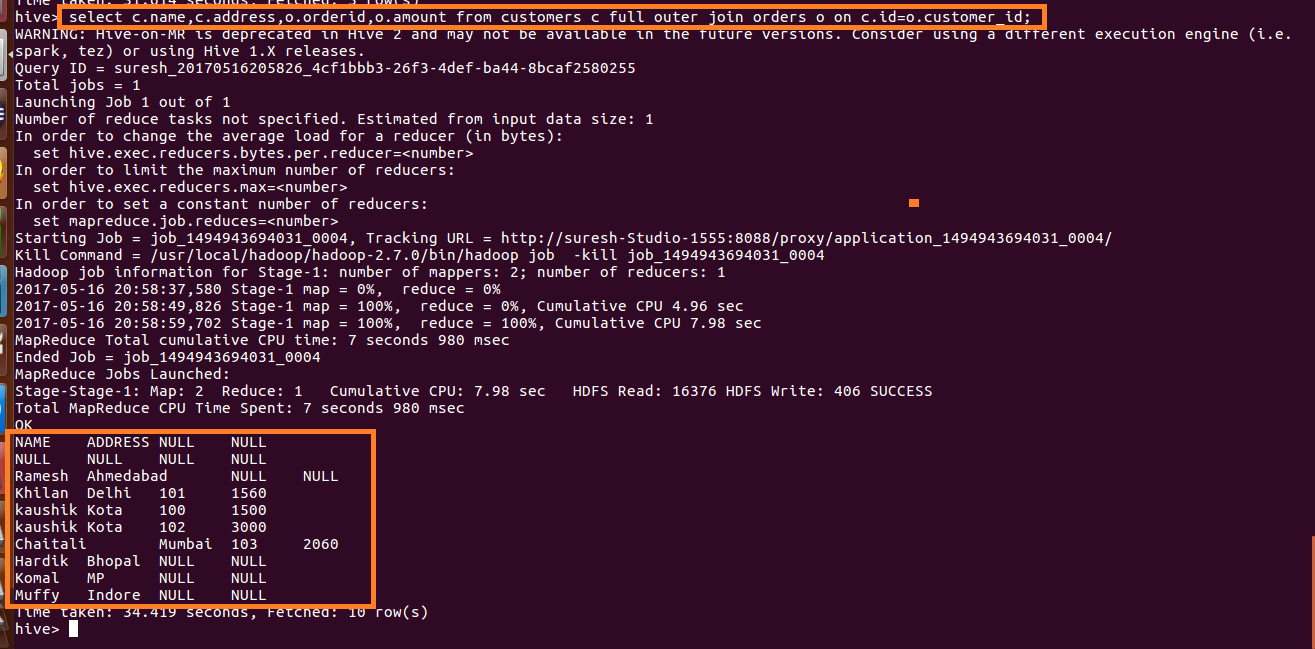 Time taken: 31.614 seconds, Fetched: 5 row(s)
hive> select c.name,c.address,o.orderid,o.amount from customers c full outer join orders o on c.id=o.customer_id;
WARNING: Hive-on-MR is deprecated in Hive 2 and may not be available in the future versions. Consider using a different execution engine (i.e.
spark, tez) or using Hive 1.X releases.
Query ID = suresh_20170516205826_4cf1bbb3-26f3-4def-ba44-8bcaf2580255
Total jobs = 1
Launching Job 1 out of 1
Number of reduce tasks not specified. Estimated from input data size: 1
In order to change the average load for a reducer (in bytes):
  set hive.exec.reducers.bytes.per.reducer=<number>
In order to limit the maximum number of reducers:
  set hive.exec.reducers.max=<number>
In order to set a constant number of reducers:
  set mapreduce.job.reduces=<number>
Starting Job = job_1494943694031_0004, Tracking URL = http://suresh-Studio-1555:8088/proxy/application_1494943694031_0004/
Kill Command = /usr/local/hadoop/hadoop-2.7.0/bin/hadoop job  -kill job_1494943694031_0004
Hadoop job information for Stage-1: number of mappers: 2; number of reducers: 1
2017-05-16 20:58:37,580 Stage-1 map = 0%,  reduce = 0%
2017-05-16 20:58:49,826 Stage-1 map = 100%,  reduce = 0%, Cumulative CPU 4.96 sec
2017-05-16 20:58:59,702 Stage-1 map = 100%,  reduce = 100%, Cumulative CPU 7.98 sec
MapReduce Total cumulative CPU time: 7 seconds 980 msec
Ended Job = job_1494943694031_0004
MapReduce Jobs Launched:
Stage-Stage-1: Map: 2  Reduce: 1   Cumulative CPU: 7.98 sec   HDFS Read: 16376 HDFS Write: 406 SUCCESS
Total MapReduce CPU Time Spent: 7 seconds 980 msec
OK
NAME    ADDRESS NULL    NULL
NULL    NULL    NULL    NULL
Ramesh  Ahmedabad       NULL    NULL
Khilan  Delhi   101     1560
kaushik Kota    100     1500
kaushik Kota    102     3000
Chaitali        Mumbai  103     2060
Hardik  Bhopal  NULL    NULL
Komal   MP      NULL    NULL
Muffy   Indore  NULL    NULL
Time taken: 34.419 seconds, Fetched: 10 row(s)
hive>